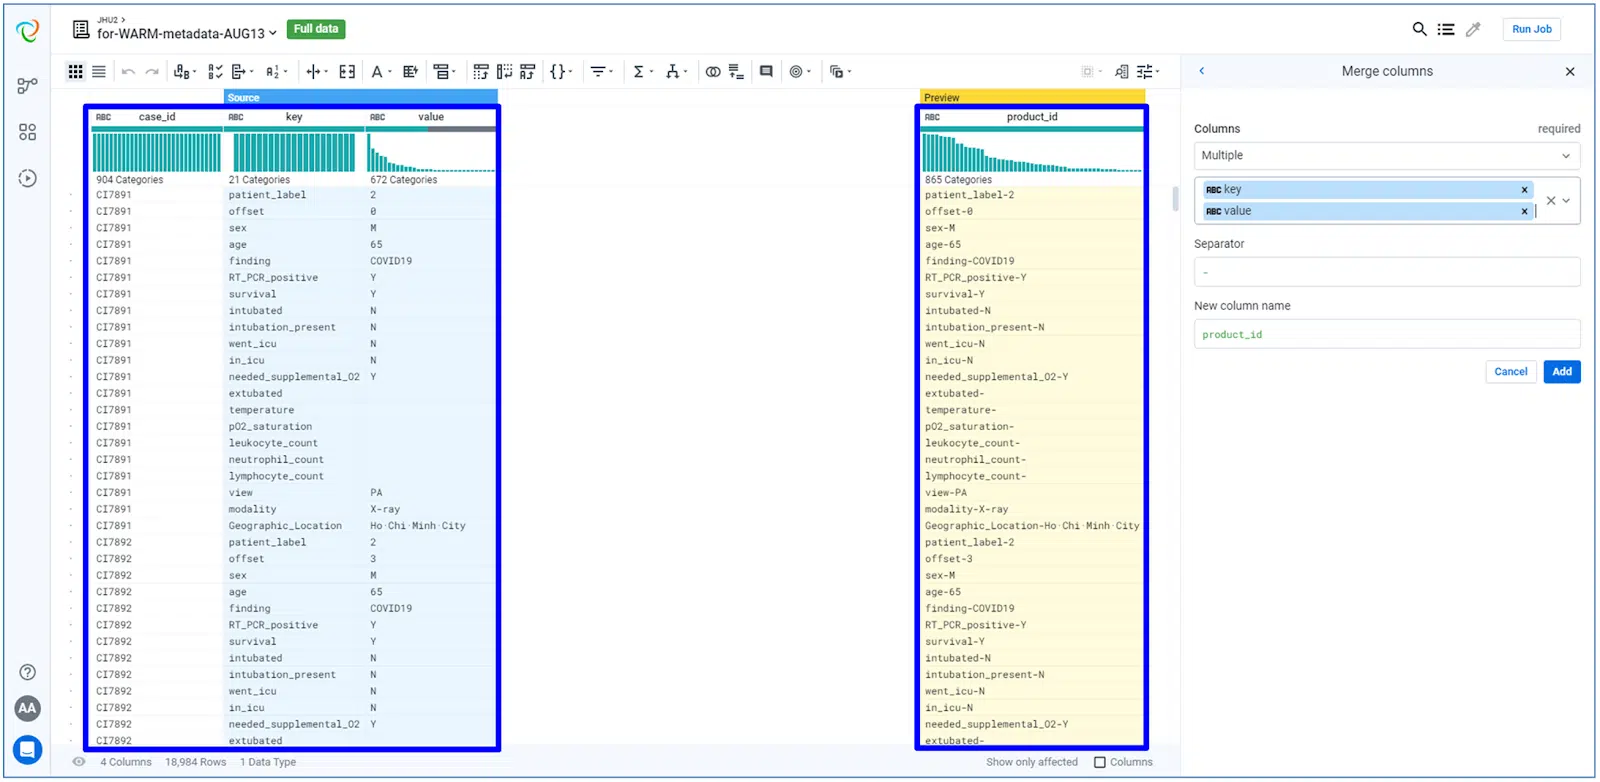 JHU2 >
for-WARM-metadata-AUG13
Full data
Run Job
Merge columns
Source
Preview
ABC case_id ABC key ABC value
ABC product_id
904 Categories 21 Categories 672 Categories
865 Categories
CI7891 patient_label 2 patient_label-2
CI7891 offset 0 offset-0
CI7891 sex M sex-M
CI7891 age 65 age-65
CI7891 finding COVID19 finding-COVID19
CI7891 RT_PCR_positive Y RT_PCR_positive-Y
CI7891 survival Y survival-Y
CI7891 intubated N intubated-N
CI7891 intubation_present N intubation_present-N
CI7891 went_icu N went_icu-N
CI7891 in_icu N in_icu-N
CI7891 needed_supplemental_O2 Y needed_supplemental_O2-Y
CI7891 extubated extubated-
CI7891 temperature temperature-
CI7891 pO2_saturation pO2_saturation-
CI7891 leukocyte_count leukocyte_count-
CI7891 neutrophil_count neutrophil_count-
CI7891 lymphocyte_count lymphocyte_count-
CI7891 view PA view-PA
CI7891 modality X-ray modality-X-ray
CI7891 Geographic_Location Ho·Chi·Minh·City Geographic_Location-Ho·Chi·Minh·City
CI7892 patient_label 2 patient_label-2
CI7892 offset 3 offset-3
CI7892 sex M sex-M
CI7892 age 65 age-65
CI7892 finding COVID19 finding-COVID19
CI7892 RT_PCR_positive Y RT_PCR_positive-Y
CI7892 survival Y survival-Y
CI7892 intubated N intubated-N
CI7892 intubation_present N intubation_present-N
CI7892 went_icu N went_icu-N
CI7892 in_icu N in_icu-N
CI7892 needed_supplemental_O2 Y needed_supplemental_O2-Y
CI7892 extubated extubated-
4 Columns 18,984 Rows 1 Data Type
Show only affected Columns
Columns required
Multiple
ABC key
ABC value
Separator
-
New column name
product_id
Cancel Add
AA